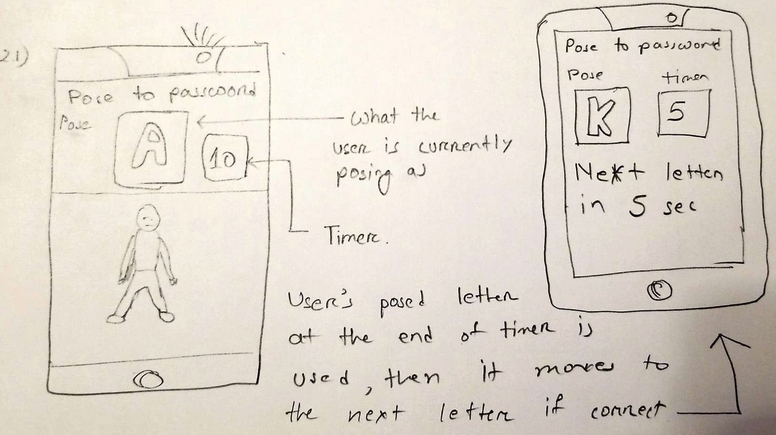 21)
Pose to password
Pose
A
10
What the
user is currently
posing as
Timer.
User's posed letter
at the end of timer is
used, then it moves to
the next letter if correct
Pose to password
Pose timer
K 5
Next letter
in 5 sec